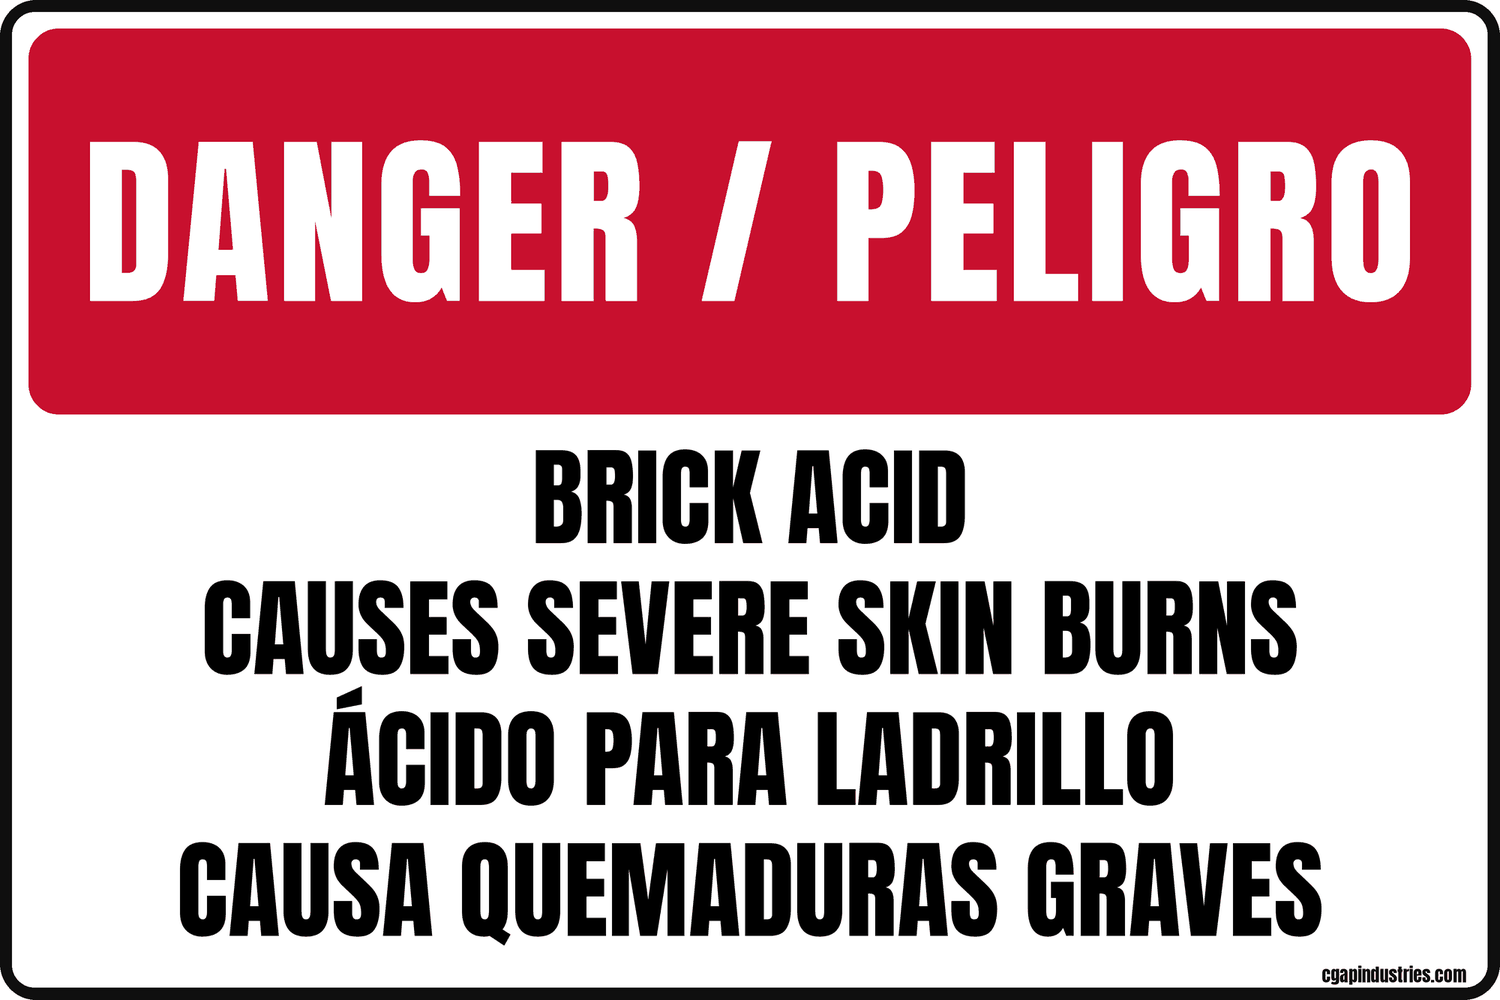 DANGER / PELIGRO
BRICK ACID
CAUSES SEVERE SKIN BURNS
ÁCIDO PARA LADRILLO
CAUSA QUEMADURAS GRAVES
cgapindustries.com